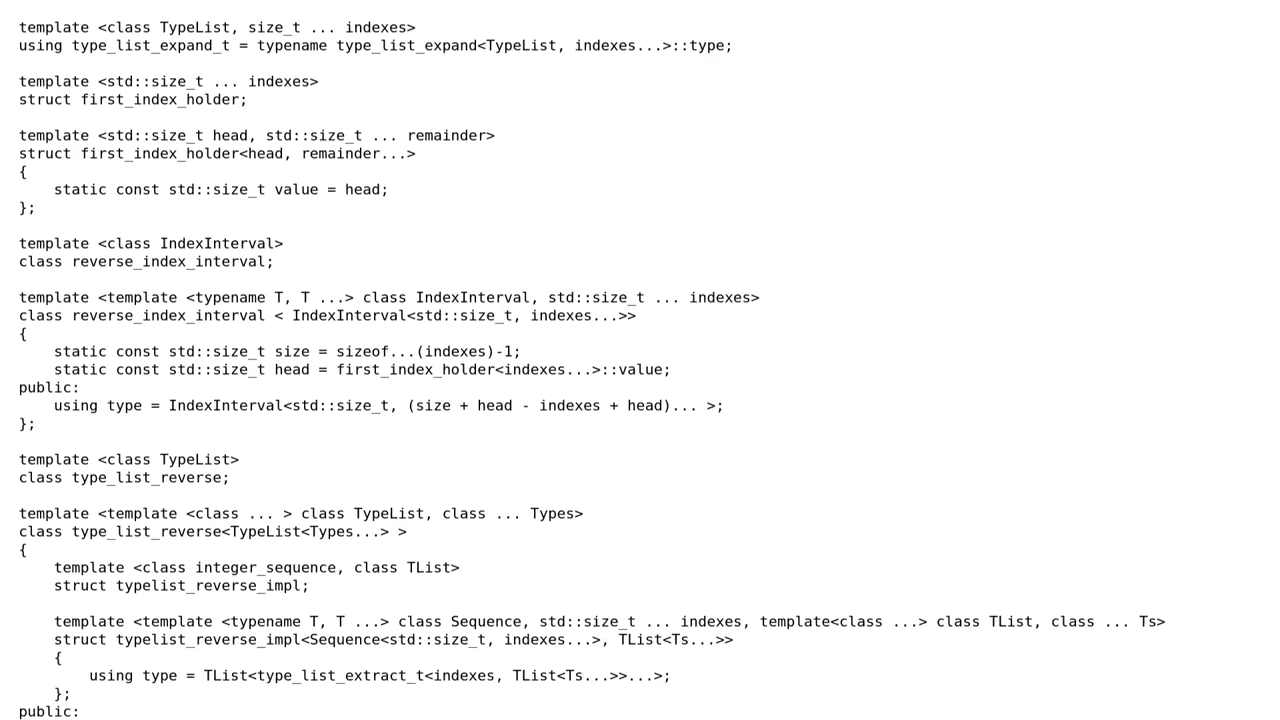 template <class TypeList, size_t ... indexes>
using type_list_expand_t = typename type_list_expand<TypeList, indexes...>::type;

template <std::size_t ... indexes>
struct first_index_holder;

template <std::size_t head, std::size_t ... remainder>
struct first_index_holder<head, remainder...>
{
    static const std::size_t value = head;
};

template <class IndexInterval>
class reverse_index_interval;

template <template <typename T, T ...> class IndexInterval, std::size_t ... indexes>
class reverse_index_interval < IndexInterval<std::size_t, indexes...>>
{
    static const std::size_t size = sizeof...(indexes)-1;
    static const std::size_t head = first_index_holder<indexes...>::value;
public:
    using type = IndexInterval<std::size_t, (size + head - indexes + head)... >;
};

template <class TypeList>
class type_list_reverse;

template <template <class ... > class TypeList, class ... Types>
class type_list_reverse<TypeList<Types...> >
{
    template <class integer_sequence, class TList>
    struct typelist_reverse_impl;

    template <template <typename T, T ...> class Sequence, std::size_t ... indexes, template<class ...> class TList, class ... Ts>
    struct typelist_reverse_impl<Sequence<std::size_t, indexes...>, TList<Ts...>>
    {
        using type = TList<type_list_extract_t<indexes, TList<Ts...>>...>;
    };
public: